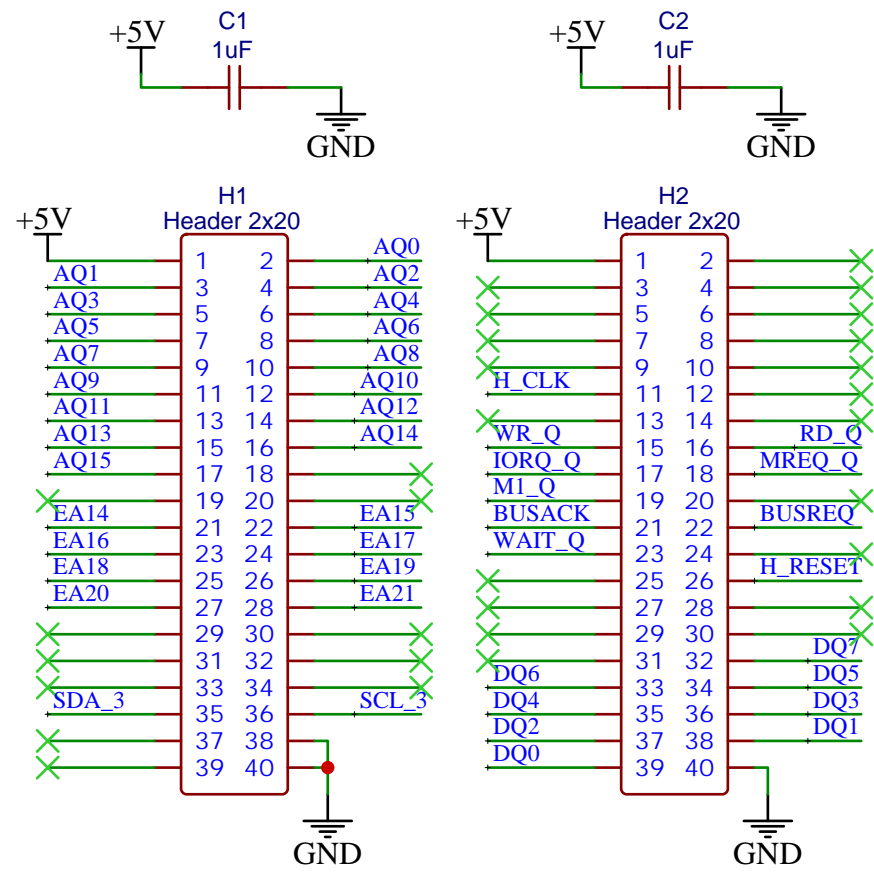 C1
+5V
1uF
GND
C2
+5V
1uF
GND
H1
Header 2x20
+5V
1 2 AQ0
AQ1 3 4 AQ2
AQ3 5 6 AQ4
AQ5 7 8 AQ6
AQ7 9 10 AQ8
AQ9 11 12 AQ10
AQ11 13 14 AQ12
AQ13 15 16 AQ14
AQ15 17 18
19 20
EA14 21 22 EA15
EA16 23 24 EA17
EA18 25 26 EA19
EA20 27 28 EA21
29 30
31 32
33 34
SDA_3 35 36 SCL_3
37 38
39 40
GND
H2
Header 2x20
+5V
1 2
3 4
5 6
7 8
9 10
H_CLK 11 12
13 14
WR_Q 15 16 RD_Q
IORQ_Q 17 18 MREQ_Q
M1_Q 19 20
BUSACK 21 22 BUSREQ
WAIT_Q 23 24
25 26 H_RESET
27 28
29 30
31 32 DQ7
DQ6 33 34 DQ5
DQ4 35 36 DQ3
DQ2 37 38 DQ1
DQ0 39 40
GND